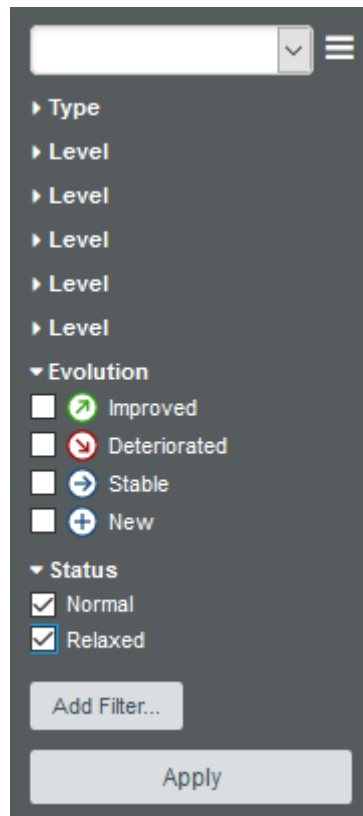 Type
Level
Level
Level
Level
Level
Evolution
Improved
Deteriorated
Stable
New
Status
Normal
Relaxed
Add Filter...
Apply